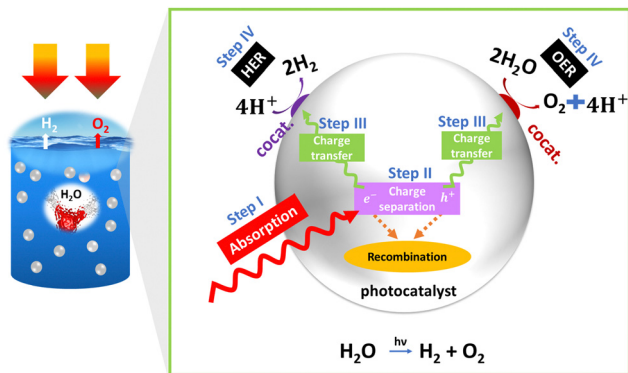 H₂
O₂
H₂O
Step IV
HER
2H₂
4H⁺
cocat.
Step III
Charge
transfer
Step II
e⁻ Charge h⁺
separation
Step III
Charge
transfer
Step IV
OER
2H₂O
O₂ + 4H⁺
cocat.
Step I
Absorption
Recombination
photocatalyst
H₂O hν→ H₂ + O₂